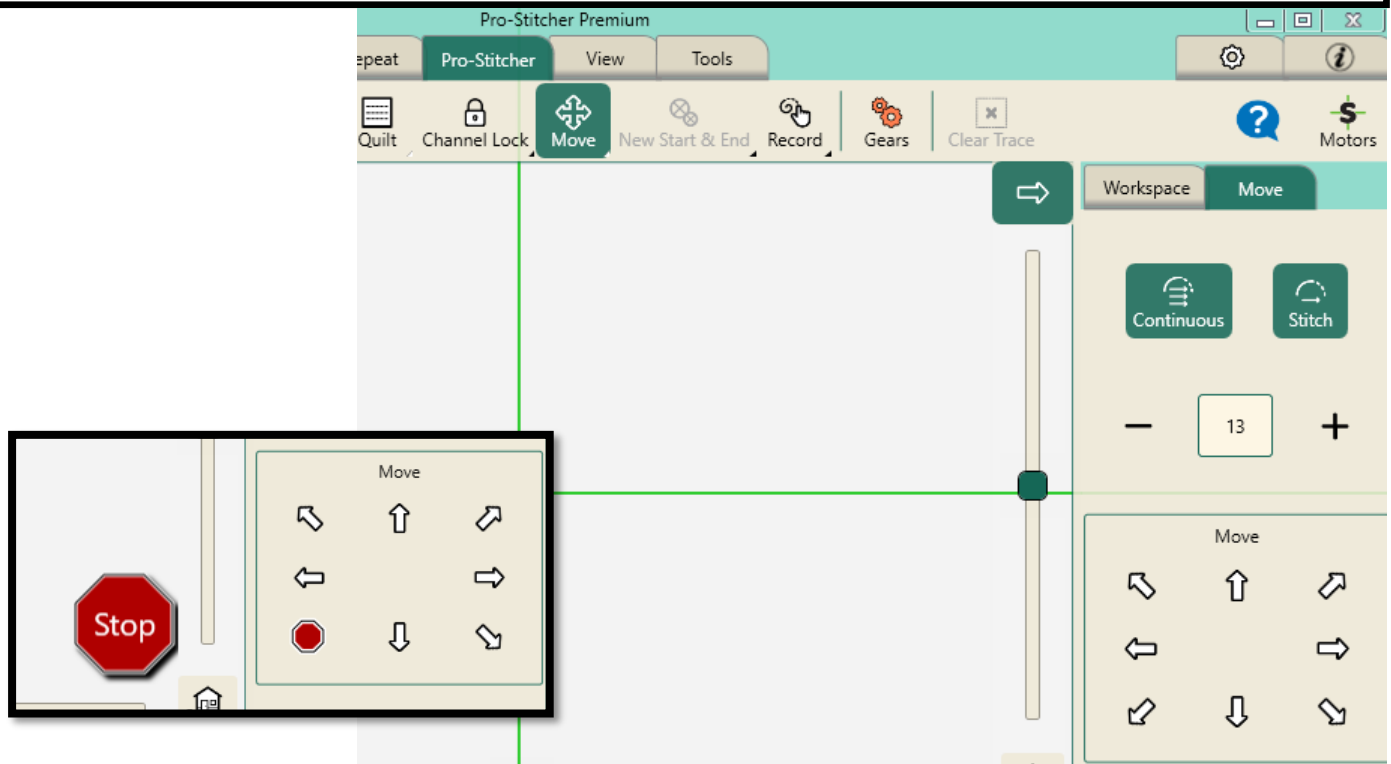 Pro-Stitcher Premium
epeat Pro-Stitcher View Tools
Quilt Channel Lock Move New Start & End Record Gears Clear Trace ? S Motors
Workspace Move
Continuous Stitch
13
Move
Move
Stop